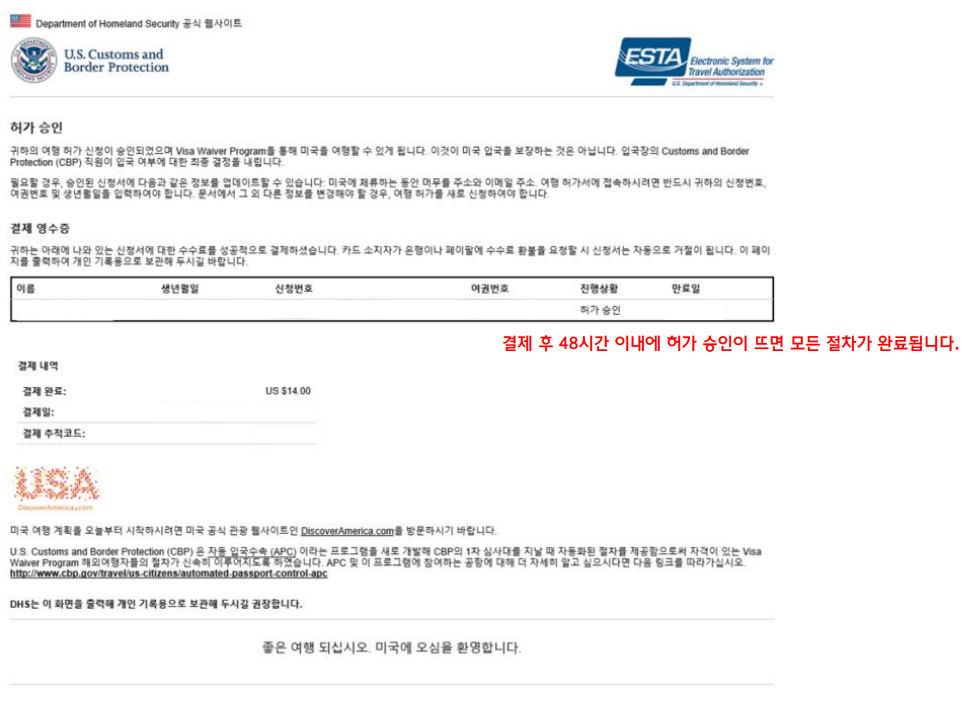 Department of Homeland Security 공식 웹사이트
U.S. Customs and
Border Protection
ESTA
Electronic System for
Travel Authorization
U.S. Department of Homeland Security
허가 승인
귀하의 여행 허가 신청이 승인되었으며 Visa Waiver Program을 통해 미국을 여행할 수 있게 됩니다. 이것이 미국 입국을 보장하는 것은 아닙니다. 입국장의 Customs and Border
Protection (CBP) 직원이 입국 여부에 대한 최종 결정을 내립니다.
필요할 경우, 승인된 신청서에 다음과 같은 정보를 업데이트할 수 있습니다: 미국에 체류하는 동안 머무를 주소와 이메일 주소. 여행 허가서에 접속하시려면 반드시 귀하의 신청번호,
여권번호 및 생년월일을 입력하여야 합니다. 문서에서 그 외 다른 정보를 변경해야 할 경우, 여행 허가를 새로 신청하여야 합니다.
결제 영수증
귀하는 아래에 나와 있는 신청서에 대한 수수료를 성공적으로 결제하셨습니다. 카드 소지자가 은행이나 페이팔에 수수료 환불을 요청할 시 신청서는 자동으로 거절이 됩니다. 이 페이
지를 출력하여 개인 기록용으로 보관해 두시길 바랍니다.
이름 생년월일 신청번호 여권번호 진행상황 만료일
허가 승인
결제 후 48시간 이내에 허가 승인이 뜨면 모든 절차가 완료됩니다.
결제 내역
결제 완료: US $14.00
결제일:
결제 추적코드:
USA
DiscoverAmerica.com
미국 여행 계획을 오늘부터 시작하시려면 미국 공식 관광 웹사이트인 DiscoverAmerica.com을 방문하시기 바랍니다.
U.S. Customs and Border Protection (CBP) 은 자동 입국수속 (APC) 이라는 프로그램을 새로 개발해 CBP의 1차 심사대를 지날 때 자동화된 절차를 제공함으로써 자격이 있는 Visa
Waiver Program 해외여행자들의 절차가 신속히 이루어지도록 하였습니다. APC 및 이 프로그램에 참여하는 공항에 대해 더 자세히 알고 싶으시다면 다음 링크를 따라가십시오.
http://www.cbp.gov/travel/us-citizens/automated-passport-control-apc
DHS는 이 화면을 출력해 개인 기록용으로 보관해 두시길 권장합니다.
좋은 여행 되십시오. 미국에 오심을 환영합니다.